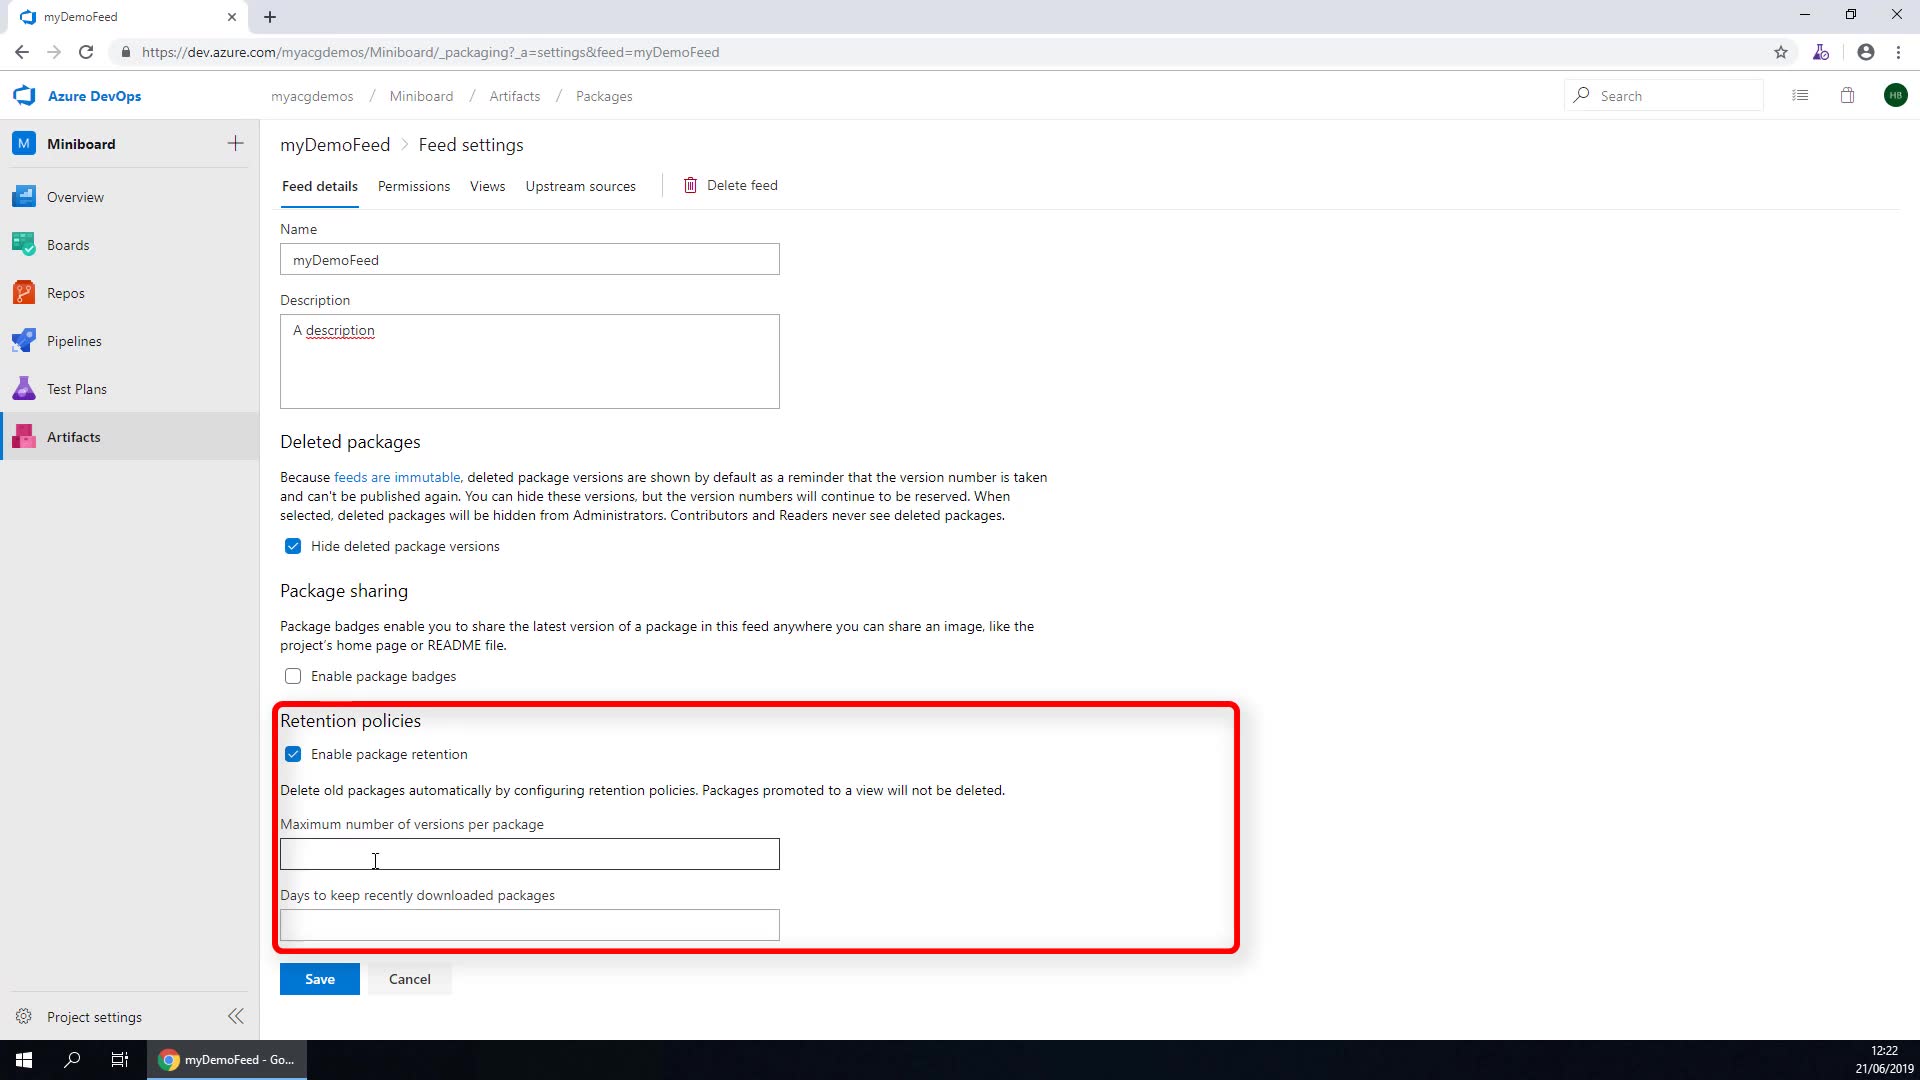 myDemoFeed
https://dev.azure.com/myacgdemos/Miniboard/_packaging?_a=settings&feed=myDemoFeed
Azure DevOps
myacgdemos / Miniboard / Artifacts / Packages
Search
HB
M Miniboard
Overview
Boards
Repos
Pipelines
Test Plans
Artifacts
Project settings
myDemoFeed > Feed settings
Feed details Permissions Views Upstream sources Delete feed
Name
myDemoFeed
Description
A description
Deleted packages
Because feeds are immutable, deleted package versions are shown by default as a reminder that the version number is taken
and can't be published again. You can hide these versions, but the version numbers will continue to be reserved. When
selected, deleted packages will be hidden from Administrators. Contributors and Readers never see deleted packages.
Hide deleted package versions
Package sharing
Package badges enable you to share the latest version of a package in this feed anywhere you can share an image, like the
project's home page or README file.
Enable package badges
Retention policies
Enable package retention
Delete old packages automatically by configuring retention policies. Packages promoted to a view will not be deleted.
Maximum number of versions per package
Days to keep recently downloaded packages
Save Cancel
myDemoFeed - Go...
12:22
21/06/2019